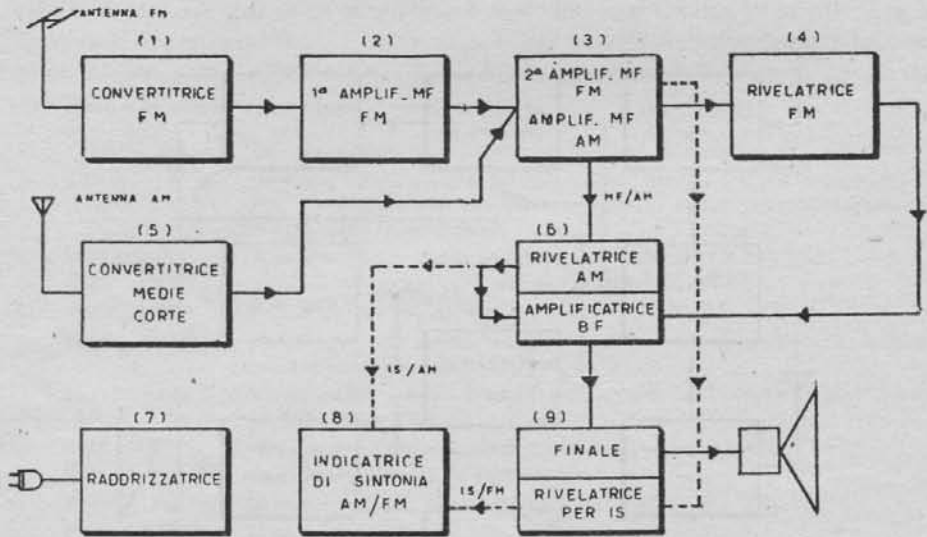 ANTENNA FM
(1)
CONVERTITRICE
FM
(2)
1ª AMPLIF. MF
FM
(3)
2ª AMPLIF. MF
FM
AMPLIF. MF
AM
(4)
RIVELATRICE
FM
ANTENNA AM
(5)
CONVERTITRICE
MEDIE
CORTE
MF/AM
(6)
RIVELATRICE
AM
AMPLIFICATRICE
BF
IS/AM
(7)
RADDRIZZATRICE
(8)
INDICATRICE
DI SINTONIA
AM/FM
IS/FM
(9)
FINALE
RIVELATRICE
PER IS